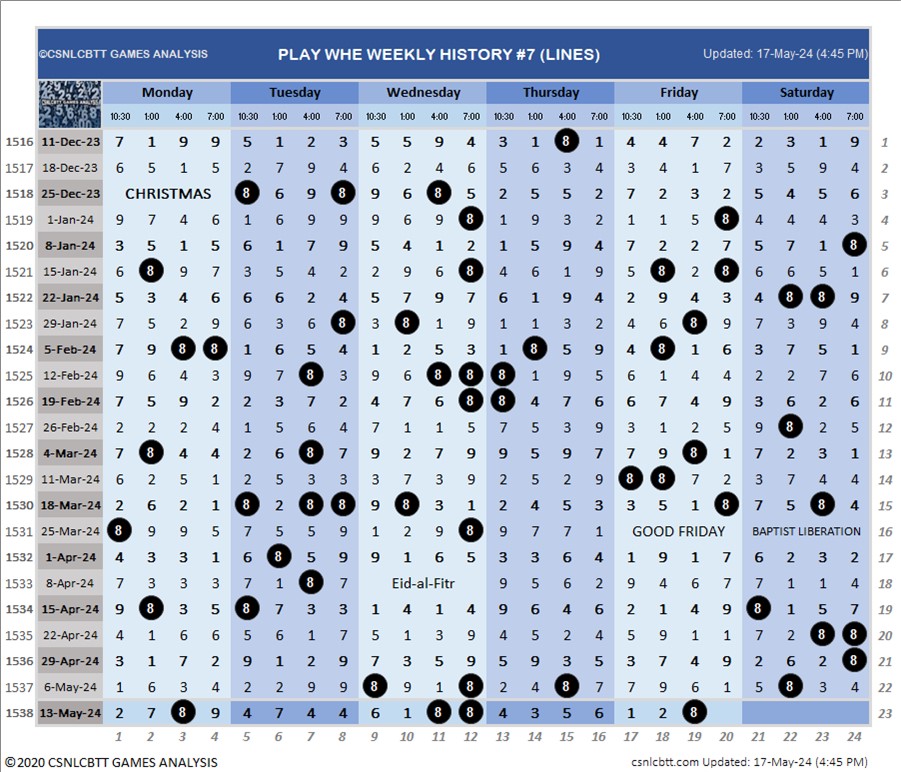 ©CSNLCBTT GAMES ANALYSIS PLAY WHE WEEKLY HISTORY #7 (LINES) Updated: 17-May-24 (4:45 PM)
CSNLCBTT GAMES ANALYSIS Monday Tuesday Wednesday Thursday Friday Saturday
10:30 1:00 4:00 7:00 10:30 1:00 4:00 7:00 10:30 1:00 4:00 7:00 10:30 1:00 4:00 7:00 10:30 1:00 4:00 7:00 10:30 1:00 4:00 7:00
1516 11-Dec-23 7 1 9 9 5 1 2 3 5 5 9 4 3 1 8 1 4 4 7 2 2 3 1 9 1
1517 18-Dec-23 6 5 1 5 2 7 9 4 6 2 4 6 5 6 3 5 3 4 1 7 3 5 9 4 2
1518 25-Dec-23 CHRISTMAS 8 6 9 8 9 6 8 5 2 5 5 2 7 2 3 2 5 4 5 6 3
1519 1-Jan-24 9 7 4 6 1 6 9 9 9 6 9 8 1 9 3 2 1 1 5 8 4 4 4 3 4
1520 8-Jan-24 3 5 1 5 6 1 7 9 5 4 1 2 1 5 9 4 7 2 2 7 5 7 1 8 5
1521 15-Jan-24 6 8 9 7 3 5 4 2 2 9 6 8 4 6 1 9 5 8 2 8 6 6 5 1 6
1522 22-Jan-24 5 3 4 6 6 6 2 4 5 7 9 7 6 1 9 4 2 9 4 3 4 8 8 9 7
1523 29-Jan-24 7 5 2 9 6 3 6 8 3 8 1 9 1 1 3 2 4 6 8 9 7 3 9 4 8
1524 5-Feb-24 7 9 8 8 1 6 5 4 1 2 5 3 1 8 5 9 4 8 1 6 3 7 5 1 9
1525 12-Feb-24 9 6 4 3 9 7 8 3 9 6 8 8 8 1 9 5 6 1 4 4 2 2 7 6 10
1526 19-Feb-24 7 5 9 2 2 3 7 2 4 7 6 8 8 4 7 6 6 7 4 9 3 6 2 6 11
1527 26-Feb-24 2 2 2 4 1 5 6 4 7 1 1 5 7 5 3 9 3 4 2 5 9 8 2 5 12
1528 4-Mar-24 7 8 4 4 2 6 8 7 9 2 7 9 9 5 9 7 7 9 8 1 7 2 3 1 13
1529 11-Mar-24 6 2 5 1 2 5 3 3 3 7 3 9 2 6 2 9 8 8 7 2 3 7 4 4 14
1530 18-Mar-24 2 6 2 1 8 2 8 8 9 8 3 1 2 4 5 3 3 5 1 8 7 5 8 4 15
1531 25-Mar-24 8 9 9 5 7 5 5 9 1 2 9 8 9 7 7 1 GOOD FRIDAY BAPTIST LIBERATION 16
1532 1-Apr-24 4 3 3 1 6 8 5 9 9 1 6 5 3 3 6 4 1 9 1 7 6 2 3 2 17
1533 8-Apr-24 7 3 3 3 7 1 8 7 Eid-al-Fitr 9 5 6 2 9 4 6 7 7 1 1 4 18
1534 15-Apr-24 9 8 3 5 8 7 3 3 1 4 1 4 9 6 4 6 2 1 4 9 8 1 5 7 19
1535 22-Apr-24 4 1 6 6 5 6 1 7 5 1 3 9 4 5 2 4 5 9 1 1 7 2 8 8 20
1536 29-Apr-24 3 1 7 2 9 1 2 9 7 3 5 9 5 9 3 5 3 7 4 9 2 6 2 8 21
1537 6-May-24 1 6 3 4 2 2 9 9 8 9 1 8 2 4 8 7 7 9 6 1 5 8 3 4 22
1538 13-May-24 2 7 8 9 4 7 4 4 6 1 8 8 4 3 5 6 1 2 8 23
1 2 3 4 5 6 7 8 9 10 11 12 13 14 15 16 17 18 19 20 21 22 23 24
©2020 CSNLCBTT GAMES ANALYSIS csnlcbtt.com Updated: 17-May-24 (4:45 PM)